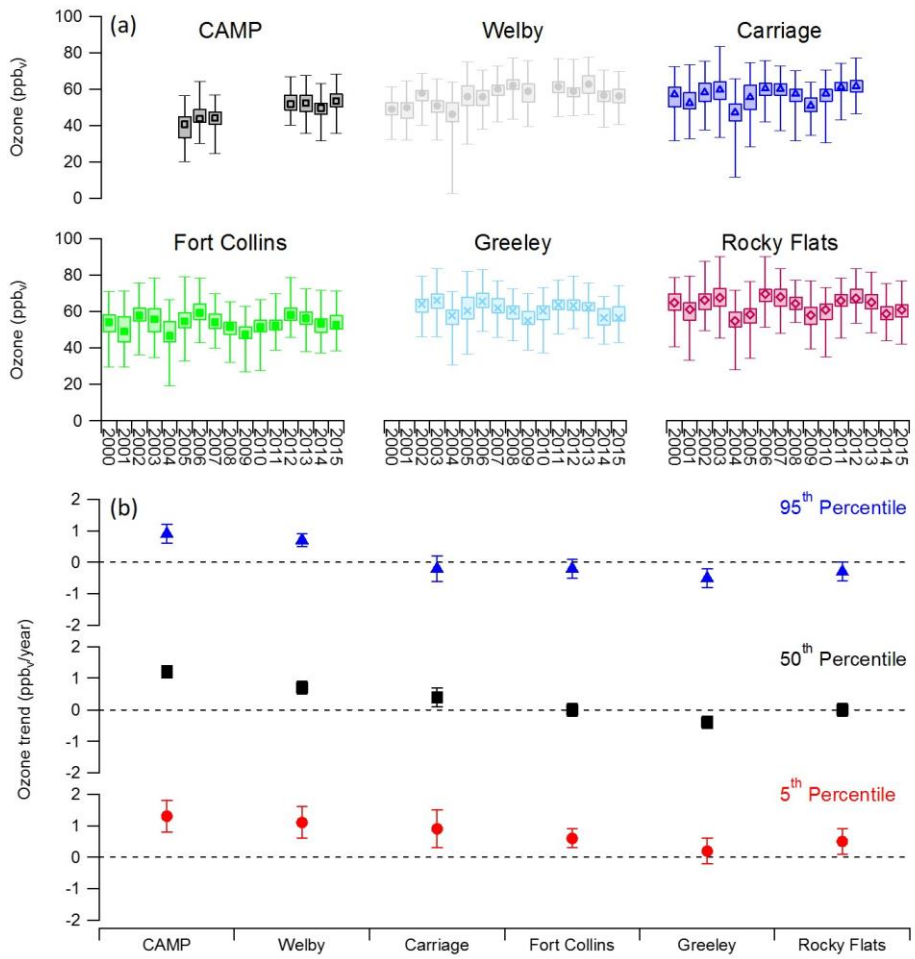 (a)
CAMP
Welby
Carriage
Ozone (ppbv)
100
80
60
40
20
0
Fort Collins
Greeley
Rocky Flats
Ozone (ppbv)
100
80
60
40
20
0
2000 2001 2002 2003 2004 2005 2006 2007 2008 2009 2010 2011 2012 2013 2014 2015
2000 2001 2002 2003 2004 2005 2006 2007 2008 2009 2010 2011 2012 2013 2014 2015
2000 2001 2002 2003 2004 2005 2006 2007 2008 2009 2010 2011 2012 2013 2014 2015
(b)
95th Percentile
2
1
0
-1
-2
50th Percentile
2
1
0
-1
-2
Ozone trend (ppbv/year)
5th Percentile
2
1
0
-1
-2
CAMP Welby Carriage Fort Collins Greeley Rocky Flats